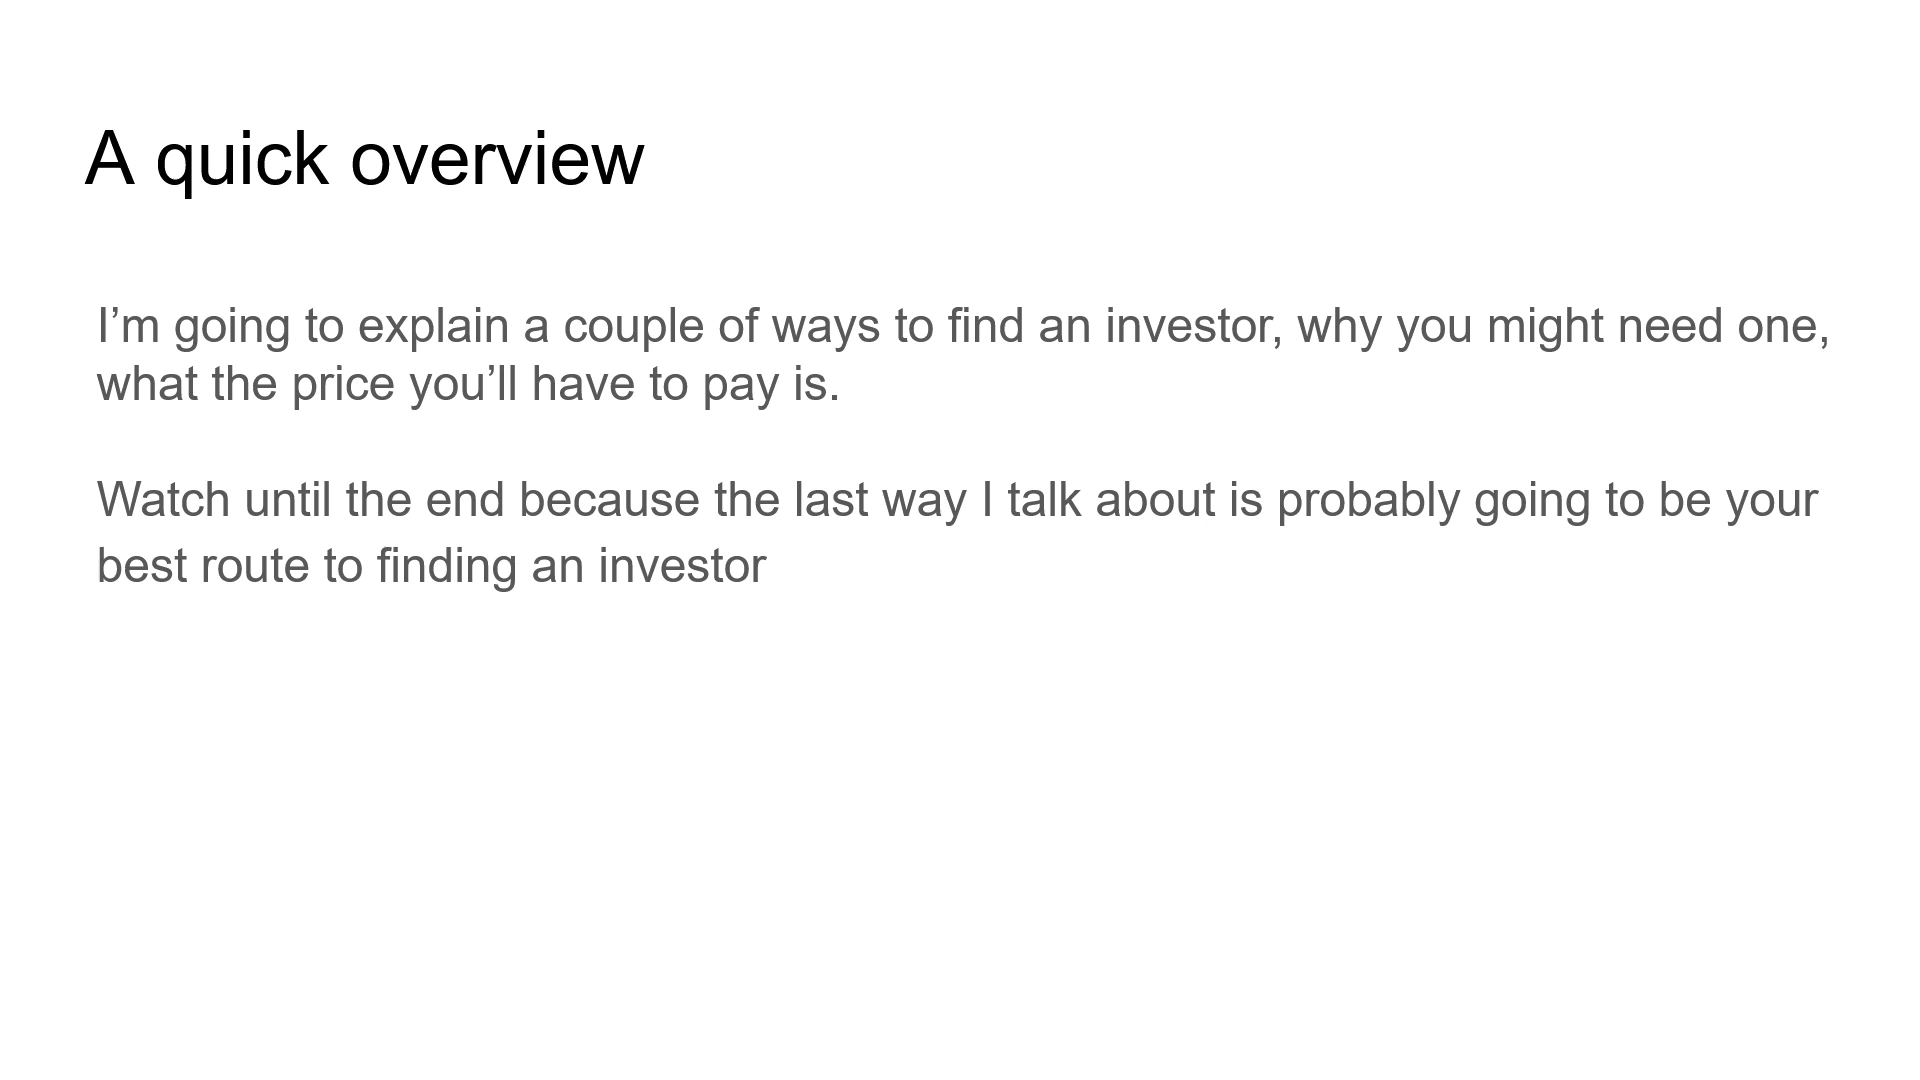 A quick overview
I’m going to explain a couple of ways to find an investor, why you might need one,
what the price you’ll have to pay is.
Watch until the end because the last way I talk about is probably going to be your
best route to finding an investor